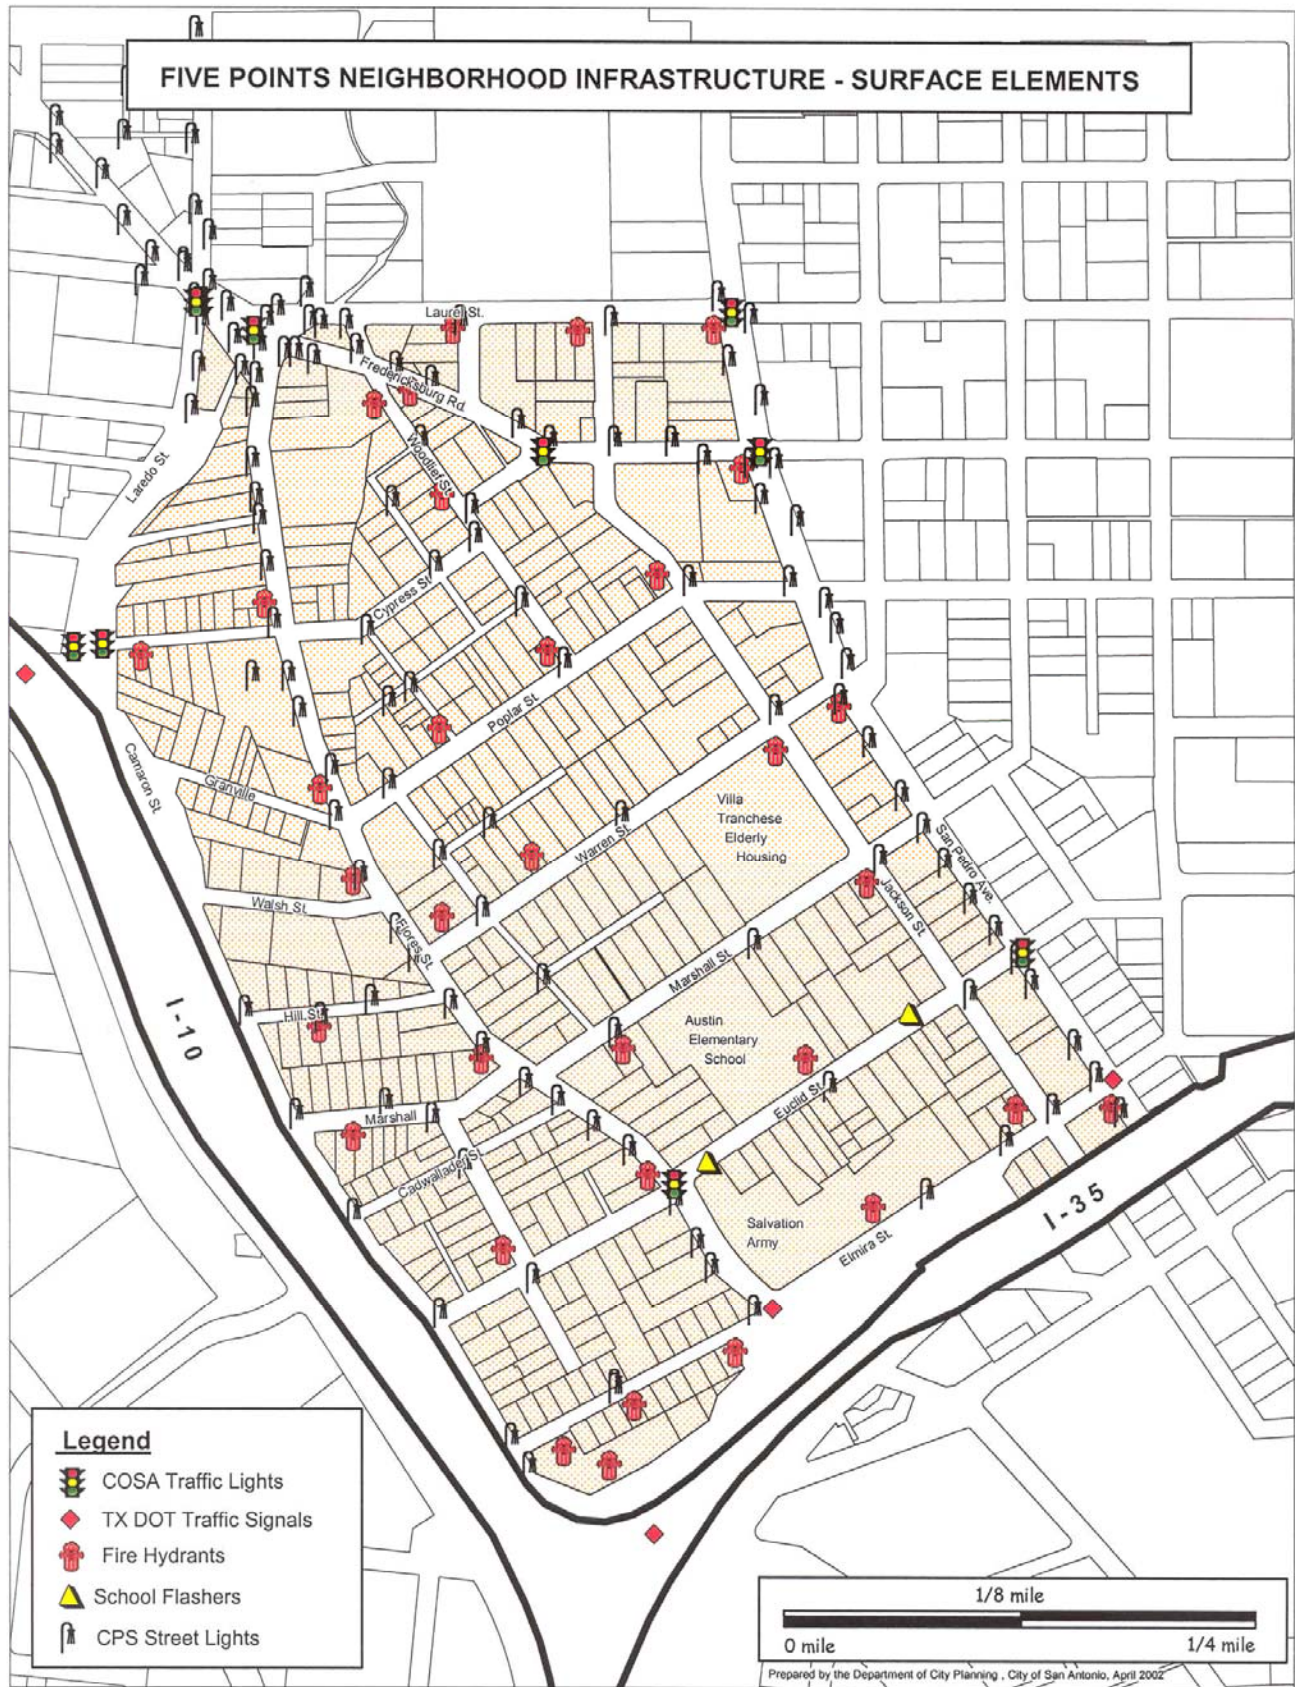 FIVE POINTS NEIGHBORHOOD INFRASTRUCTURE - SURFACE ELEMENTS
Laurel St.
Fredericksburg Rd.
Woodlief St.
Laredo St.
Cypress St.
Poplar St.
Camaron St.
Granville
Villa
Tranchese
Elderly
Housing
Warren St.
San Pedro Ave.
Jackson St.
Walsh St.
Flores St.
Marshall St.
I-10
Hill St.
Austin
Elementary
School
Euclid St.
Marshall
Cadwallader St.
Salvation
Army
Elmira St.
I-35
Legend
COSA Traffic Lights
TX DOT Traffic Signals
Fire Hydrants
School Flashers
CPS Street Lights
1/8 mile
0 mile
1/4 mile
Prepared by the Department of City Planning , City of San Antonio, April 2002